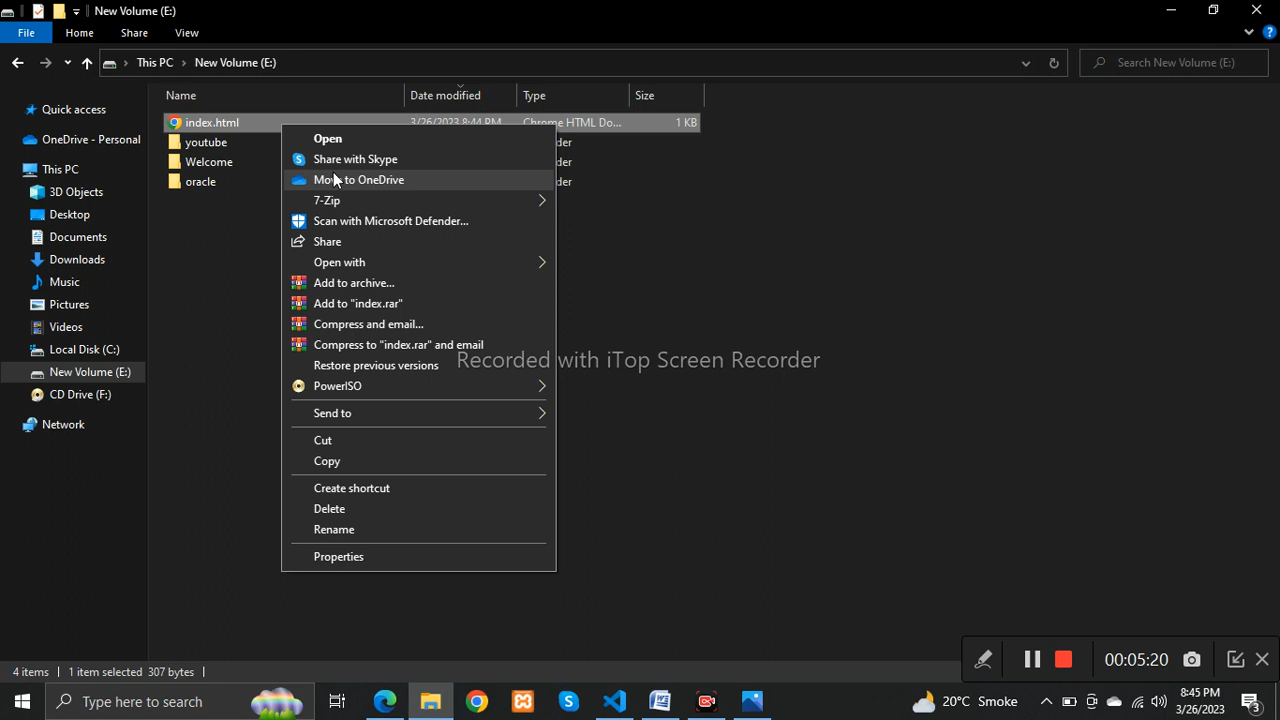 New Volume (E:)
File Home Share View
This PC New Volume (E:) Search New Volume (E:)
Name Date modified Type Size
Quick access
OneDrive - Personal
This PC
3D Objects
Desktop
Documents
Downloads
Music
Pictures
Videos
Local Disk (C:)
New Volume (E:)
CD Drive (F:)
Network
index.html 3/26/2023 8:44 PM Chrome HTML Do... 1 KB
youtube der
Welcome der
oracle der
Open
Share with Skype
Move to OneDrive
7-Zip
Scan with Microsoft Defender...
Share
Open with
Add to archive...
Add to "index.rar"
Compress and email...
Compress to "index.rar" and email
Restore previous versions
PowerISO
Send to
Cut
Copy
Create shortcut
Delete
Rename
Properties
Recorded with iTop Screen Recorder
00:05:20
4 items 1 item selected 307 bytes
Type here to search
20°C Smoke
8:45 PM
3/26/2023
3